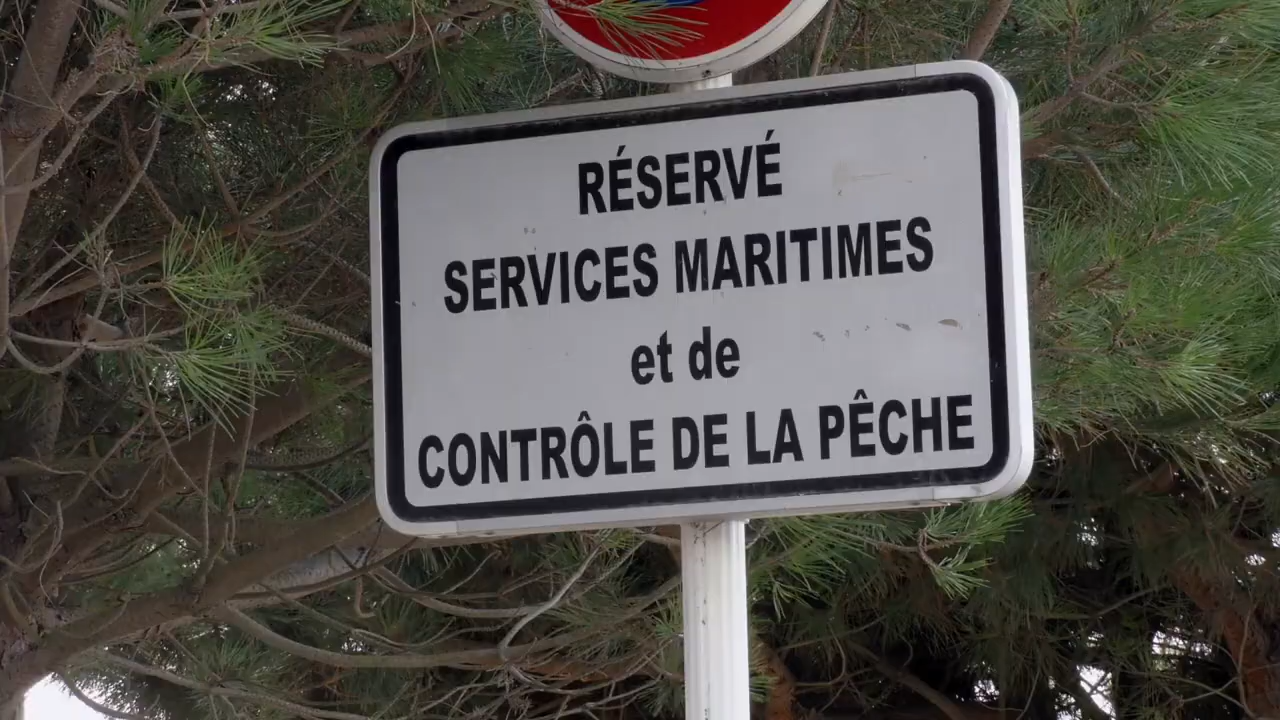 RÉSERVÉ
SERVICES MARITIMES
et de
CONTRÔLE DE LA PÊCHE